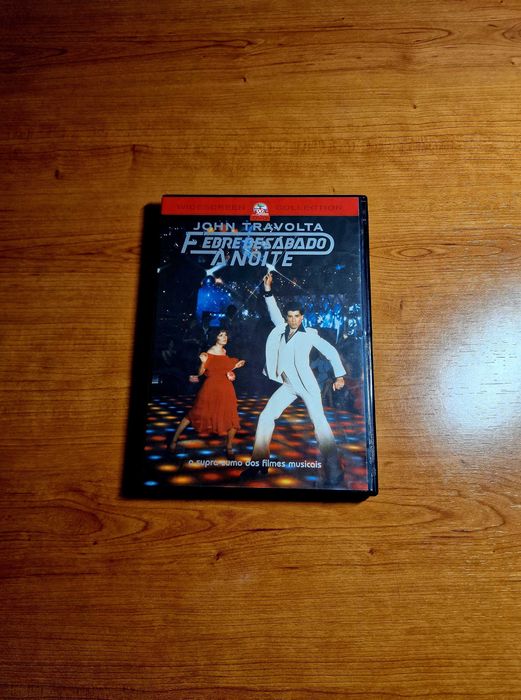 WIDESCREEN COLLECTION
JOHN TRAVOLTA
FEBRE DE SÁBADO
À NOITE
o supra-sumo dos filmes musicais